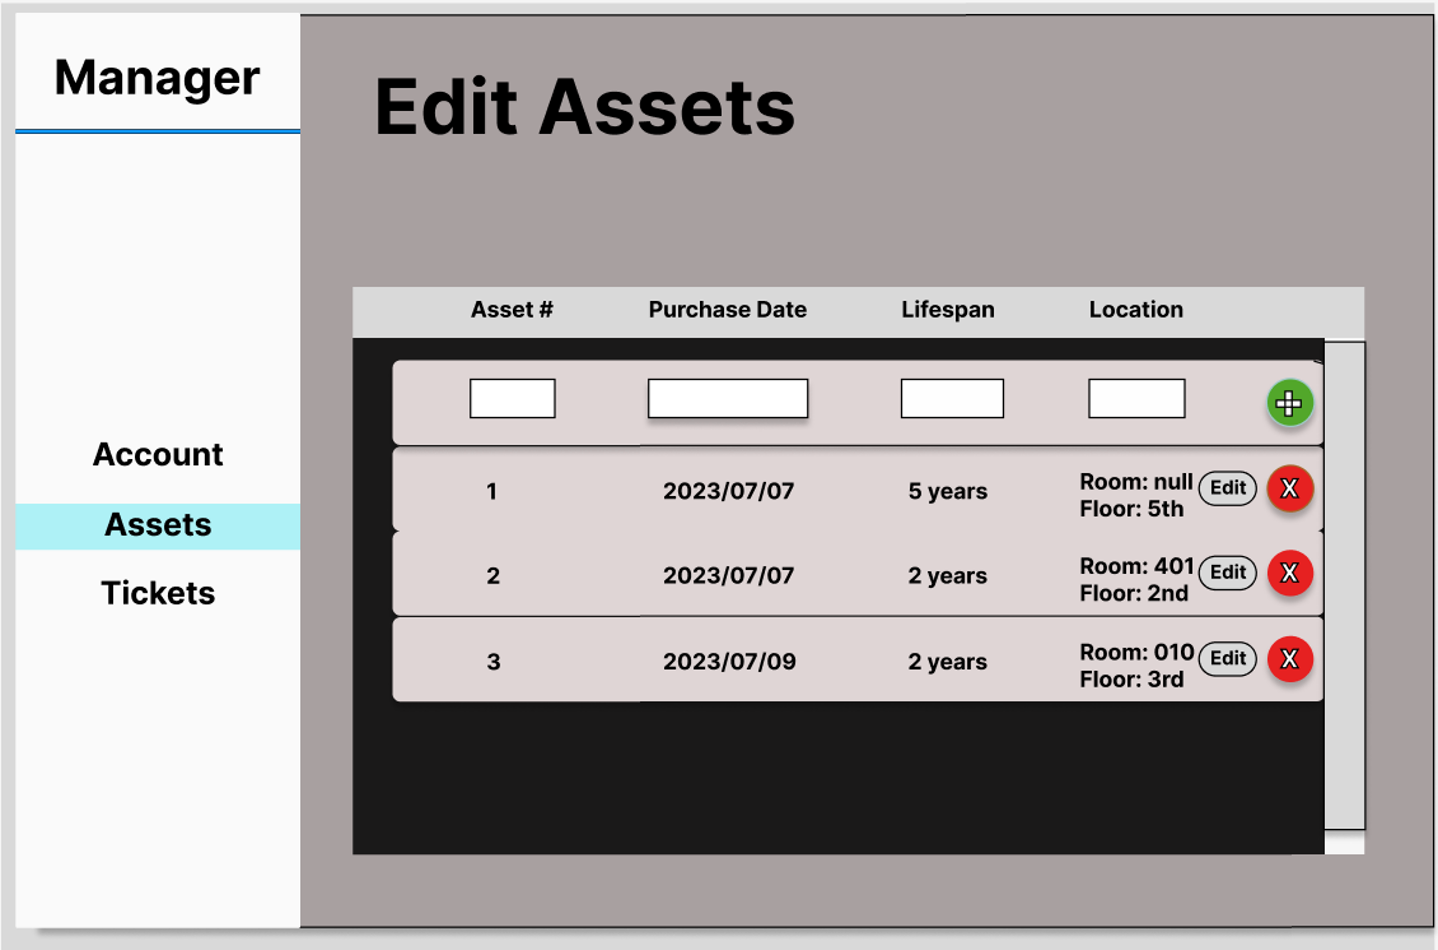 Manager
Edit Assets
Account
Assets
Tickets
Asset # Purchase Date Lifespan Location
1 2023/07/07 5 years Room: null Edit X
Floor: 5th
2 2023/07/07 2 years Room: 401 Edit X
Floor: 2nd
3 2023/07/09 2 years Room: 010 Edit X
Floor: 3rd